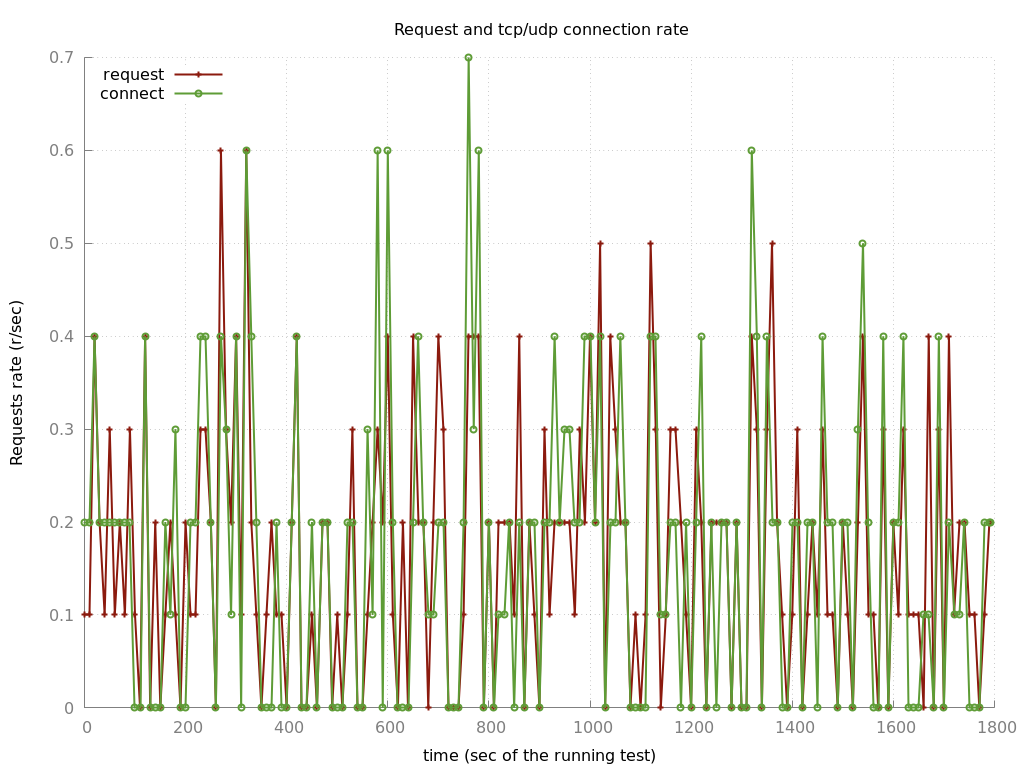 Request and tcp/udp connection rate
request
connect
Requests rate (r/sec)
0.7
0.6
0.5
0.4
0.3
0.2
0.1
0
0 200 400 600 800 1000 1200 1400 1600 1800
time (sec of the running test)